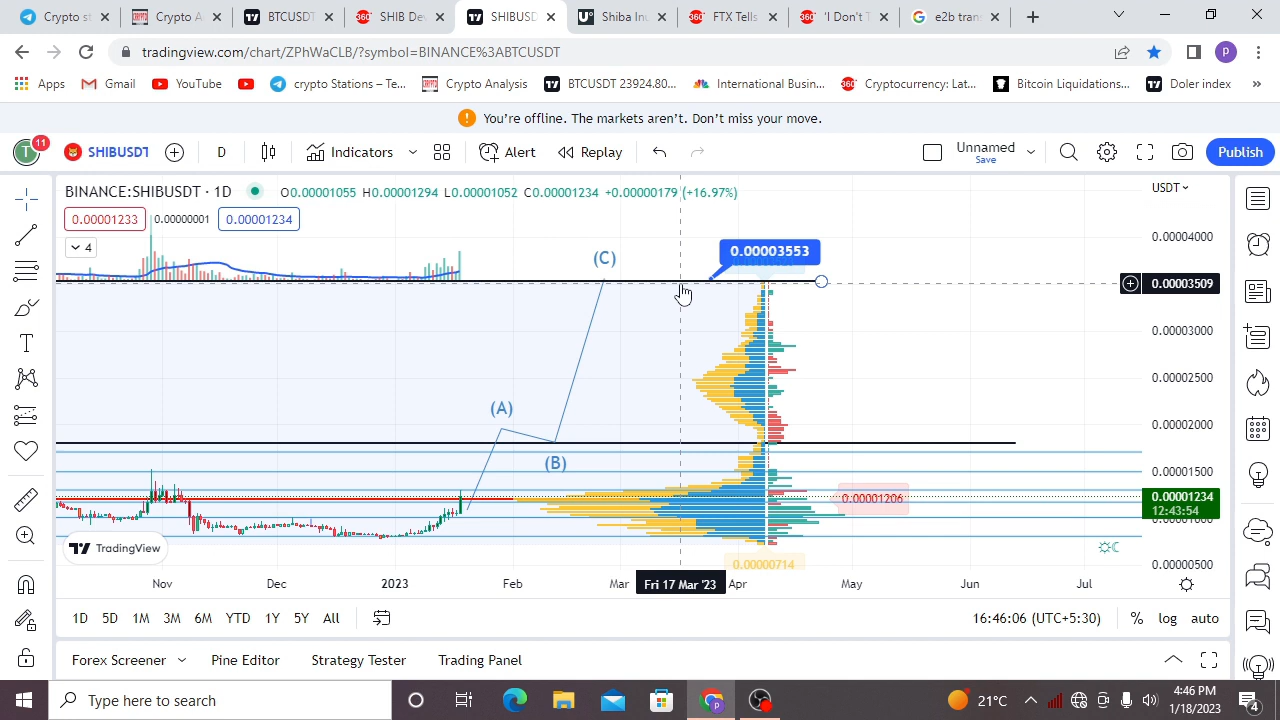 Crypto st
Crypto A
BTCUSDT
SHIB Dev
SHIBUSD
Shiba Inu
FTX Tells
'I Don't T
e2b tran
tradingview.com/chart/ZPhWaCLB/?symbol=BINANCE%3ABTCUSDT
P
Apps
Gmail
YouTube
crypto Stations – Te...
Crypto Analysis
BTCUSDT 23924.80...
International Busin...
Cryptocurrency: Lat...
Bitcoin Liquidations...
Doler index
»
You're offline. The markets aren't. Don't miss your move.
T
11
SHIBUSDT
D
Indicators
Alert
Replay
Unnamed
Save
Publish
BINANCE:SHIBUSDT · 1D
O0.00001055 H0.00001294 L0.00001052 C0.00001234 +0.00000179 (+16.97%)
USDT
0.00001233
0.00000001
0.00001234
4
0.00004000
(C)
0.00003553
0.00003509
0.00003000
0.00002500
(A)
0.00002000
(B)
0.00001500
0.00001206
0.00001234
12:43:54
TradingView
0.00000714
0.00000500
Nov
Dec
2023
Feb
Mar
Fri 17 Mar '23
Apr
May
Jun
Jul
1D
5D
1M
3M
6M
YTD
1Y
5Y
All
16:46:06 (UTC+5:30)
%
log
auto
Forex Screener
Pine Editor
Strategy Tester
Trading Panel
Type here to search
21°C
4:46 PM
1/18/2023
4